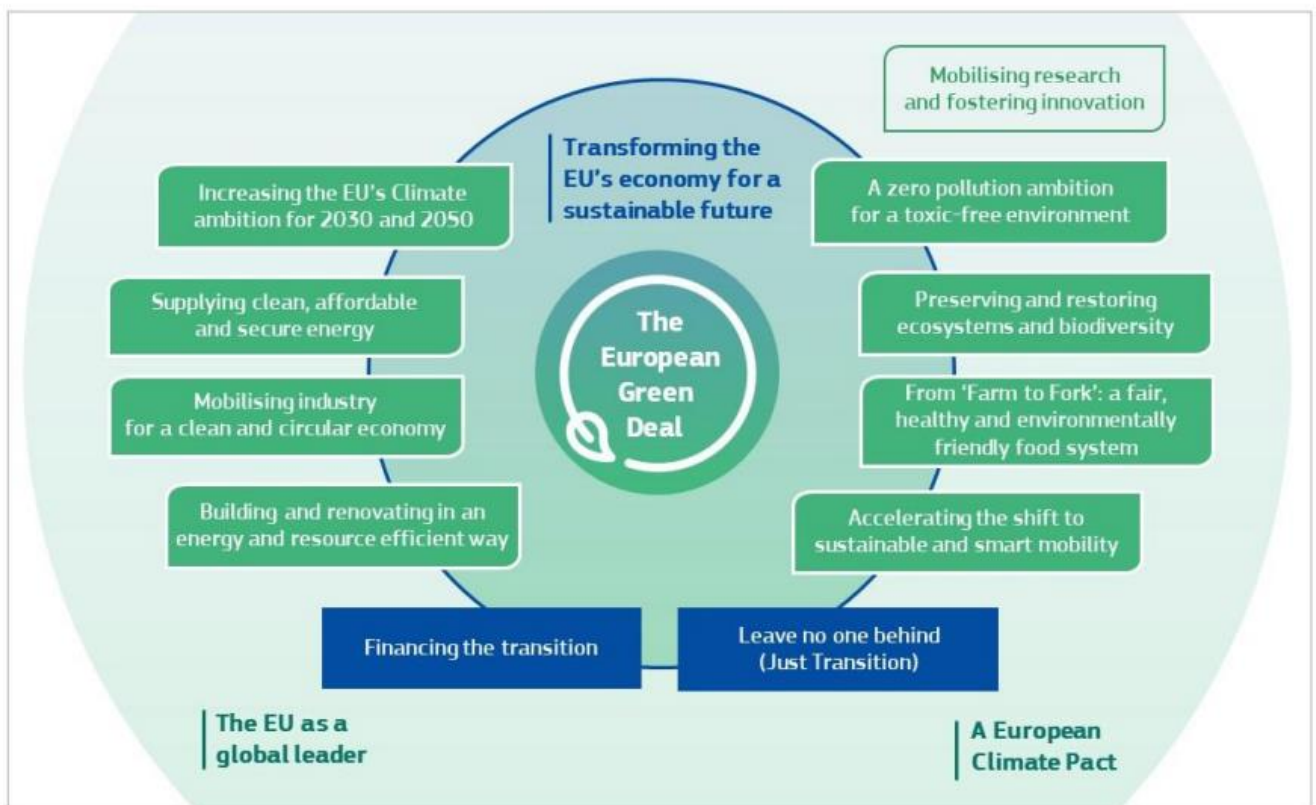 Mobilising research
and fostering innovation
Transforming the
EU's economy for a
sustainable future
Increasing the EU's Climate
ambition for 2030 and 2050
A zero pollution ambition
for a toxic-free environment
Supplying clean, affordable
and secure energy
Preserving and restoring
ecosystems and biodiversity
The
European
Green
Deal
Mobilising industry
for a clean and circular economy
From 'Farm to Fork': a fair,
healthy and environmentally
friendly food system
Building and renovating in an
energy and resource efficient way
Accelerating the shift to
sustainable and smart mobility
Financing the transition
Leave no one behind
(Just Transition)
The EU as a
global leader
A European
Climate Pact